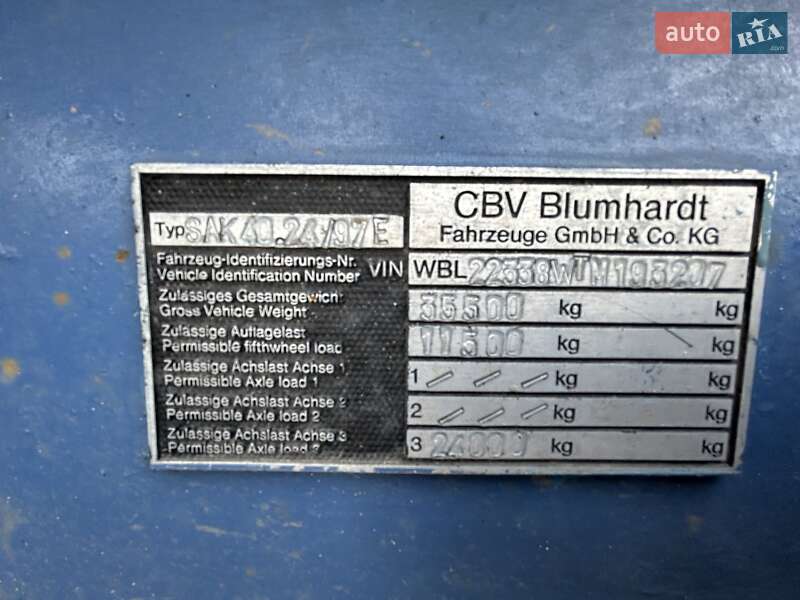 auto RIA.com
CBV Blumhardt
Fahrzeuge GmbH & Co. KG
Typ SAK 40.24/97 E
Fahrzeug-Identifizierungs-Nr.
Vehicle Identification Number VIN WBL22338WTM193207
Zulässiges Gesamtgewicht
Gross Vehicle Weight 35500 kg kg
Zulässige Auflagelast
Permissible fifthwheel load 11500 kg kg
Zulässige Achslast Achse 1
Permissible Axle load 1 1 – – – kg kg
Zulässige Achslast Achse 2
Permissible Axle load 2 2 – – – kg kg
Zulässige Achslast Achse 3
Permissible Axle load 3 3 24000 kg kg